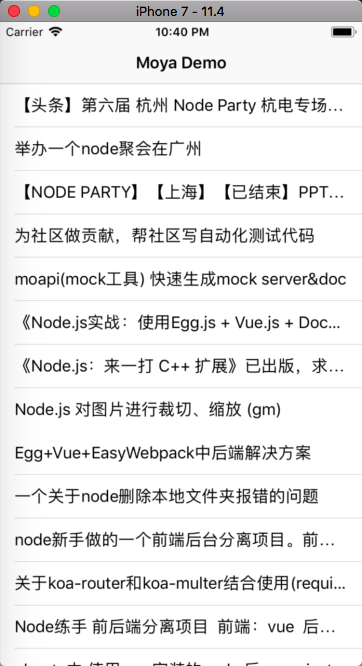 iPhone 7 - 11.4
Carrier 10:40 PM
Moya Demo
【头条】第六届 杭州 Node Party 杭电专场…
举办一个node聚会在广州
【NODE PARTY】【上海】【已结束】PPT…
为社区做贡献，帮社区写自动化测试代码
moapi(mock工具) 快速生成mock server&doc
《Node.js实战：使用Egg.js + Vue.js + Doc…
《Node.js：来一打 C++ 扩展》已出版，求…
Node.js 对图片进行裁切、缩放 (gm)
Egg+Vue+EasyWebpack中后端解决方案
一个关于node删除本地文件夹报错的问题
node新手做的一个前端后台分离项目。前…
关于koa-router和koa-multer结合使用(requi…
Node练手 前后端分离项目 前端：vue 后…